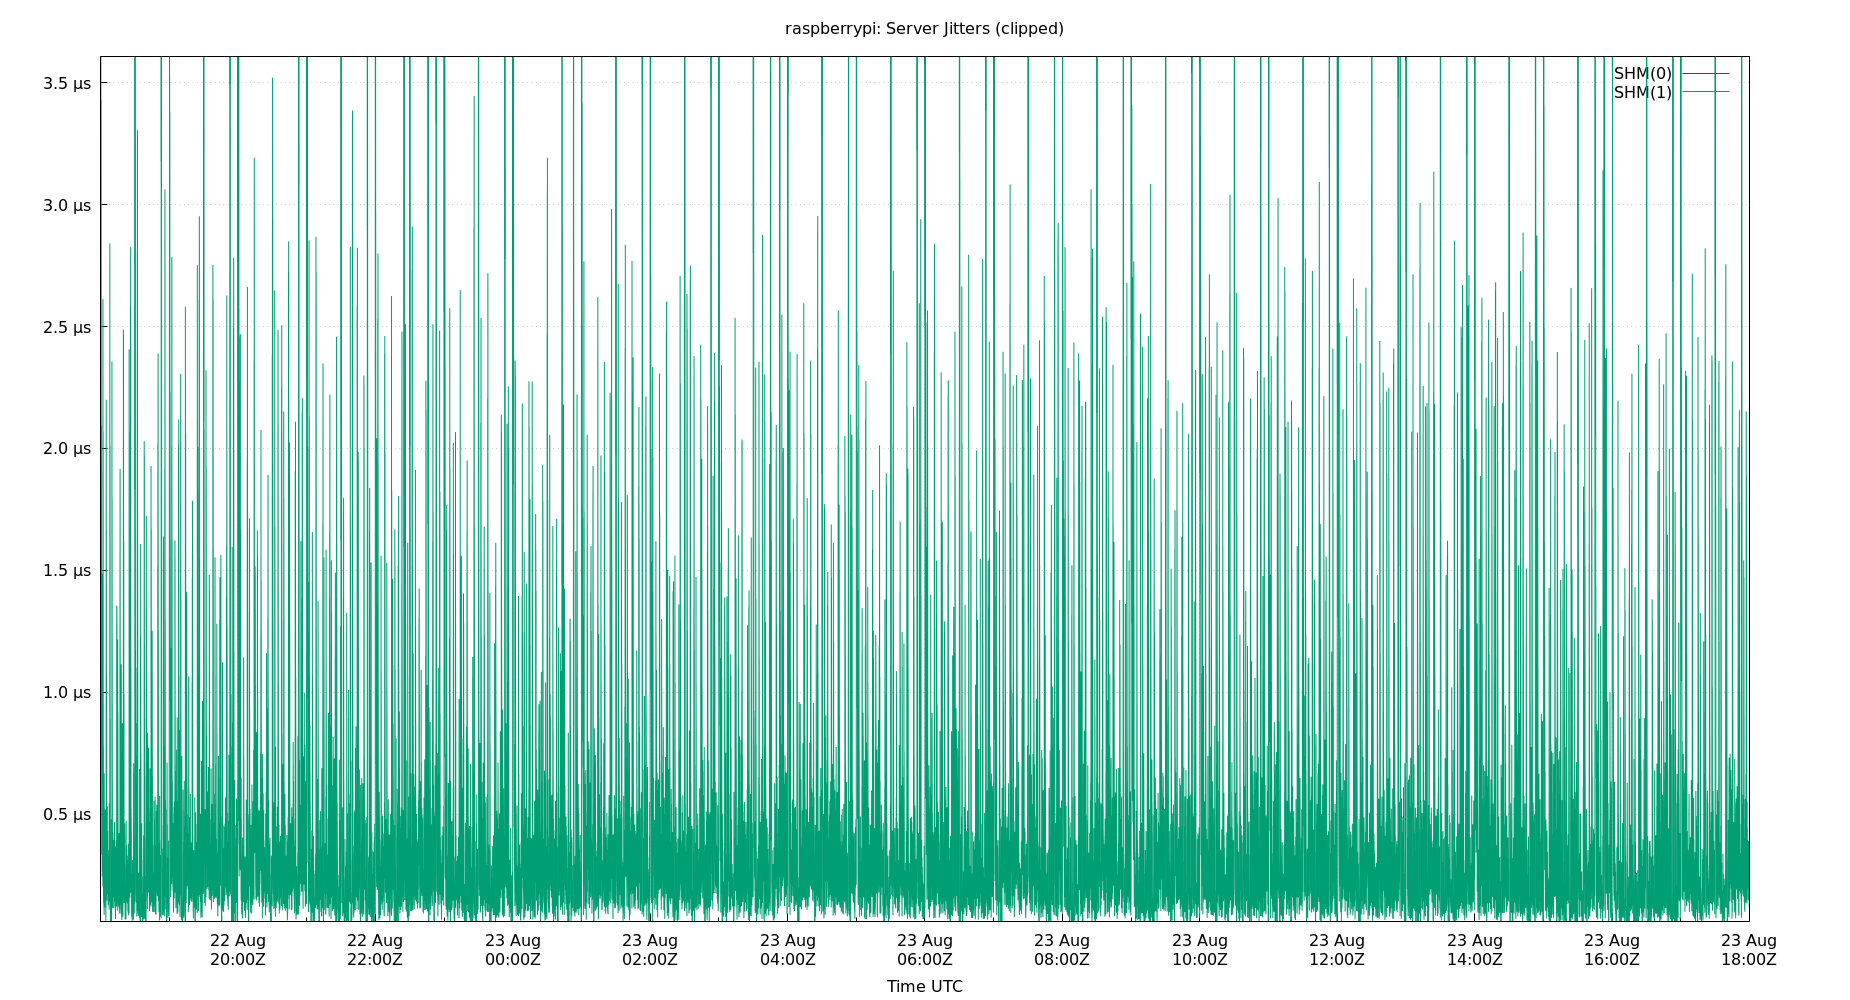 raspberrypi: Server Jitters (clipped)
SHM(0)
SHM(1)
3.5 µs
3.0 µs
2.5 µs
2.0 µs
1.5 µs
1.0 µs
0.5 µs
22 Aug 22 Aug 23 Aug 23 Aug 23 Aug 23 Aug 23 Aug 23 Aug 23 Aug 23 Aug 23 Aug 23 Aug
20:00Z 22:00Z 00:00Z 02:00Z 04:00Z 06:00Z 08:00Z 10:00Z 12:00Z 14:00Z 16:00Z 18:00Z
Time UTC